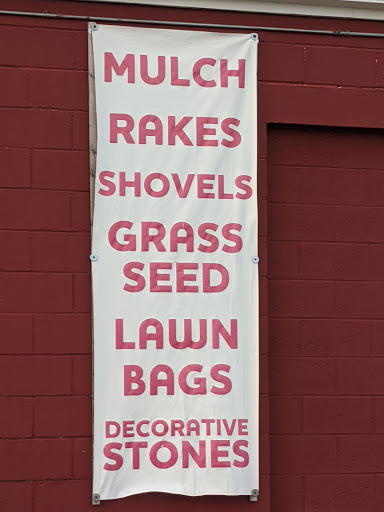 MULCH
RAKES
SHOVELS
GRASS
SEED
LAWN
BAGS
DECORATIVE
STONES